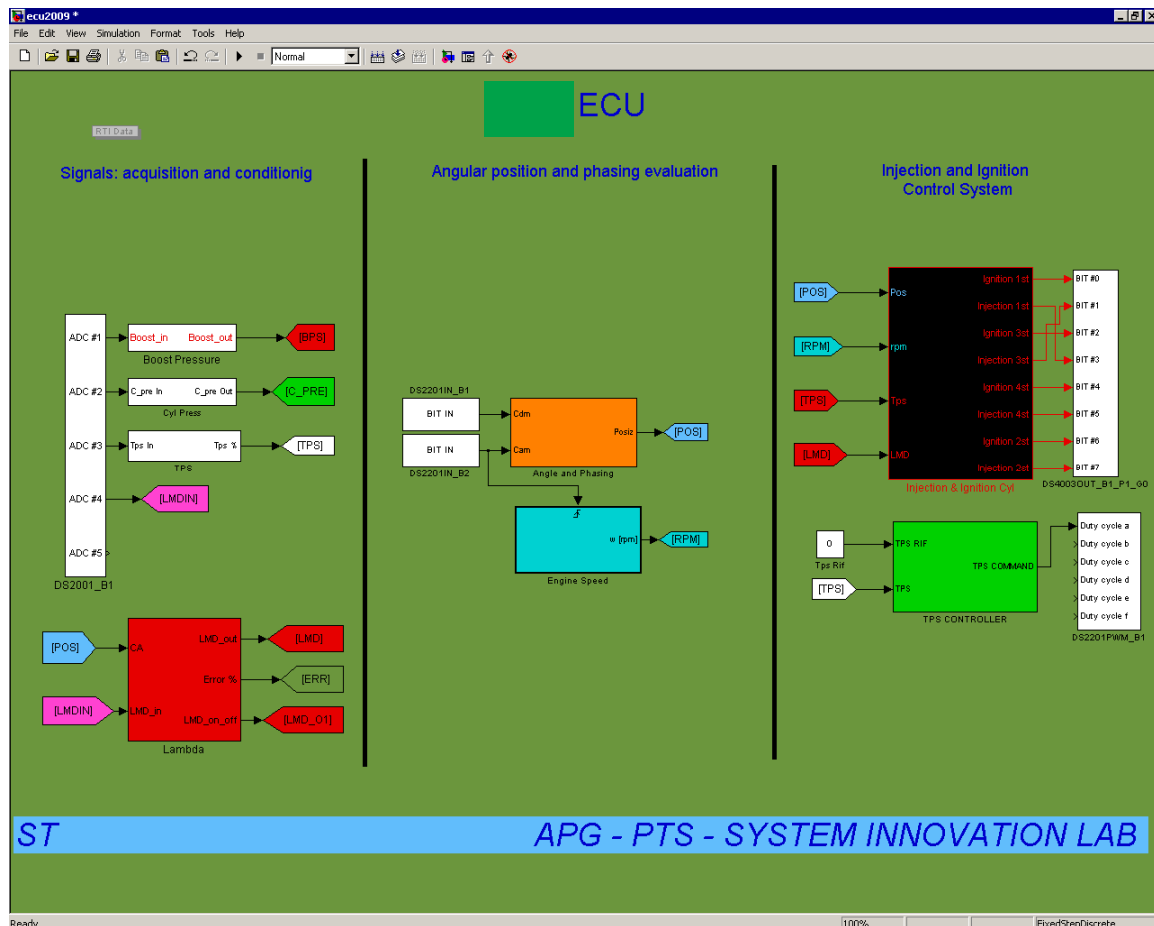 ecu2009 *
File Edit View Simulation Format Tools Help
Normal
ECU
RTI Data
Signals: acquisition and conditionig
Angular position and phasing evaluation
Injection and Ignition
Control System
ADC #1
Boost_in Boost_out
[BPS]
Boost Pressure
ADC #2
C_pre In C_pre Out
[C_PRE]
Cyl Press
ADC #3
Tps In Tps %
[TPS]
TPS
ADC #4
[LMDIN]
ADC #5
DS2001_B1
[POS]
CA
LMD_out
[LMD]
Error %
[ERR]
[LMDIN]
LMD_in
LMD_on_off
[LMD_O1]
Lambda
DS2201IN_B1
BIT IN
Cdm
Posiz
[POS]
BIT IN
Cam
DS2201IN_B2
Angle and Phasing
w [rpm]
[RPM]
Engine Speed
[POS]
Pos
[RPM]
rpm
[TPS]
Tps
[LMD]
LMD
Ignition 1st
Injection 1st
Ignition 3st
Injection 3st
Ignition 4st
Injection 4st
Ignition 2st
Injection 2st
Injection & Ignition Cyl
BIT #0
BIT #1
BIT #2
BIT #3
BIT #4
BIT #5
BIT #6
BIT #7
DS4003OUT_B1_P1_G0
0
Tps Rif
TPS RIF
[TPS]
TPS
TPS COMMAND
TPS CONTROLLER
Duty cycle a
Duty cycle b
Duty cycle c
Duty cycle d
Duty cycle e
Duty cycle f
DS2201PWM_B1
ST APG - PTS - SYSTEM INNOVATION LAB
Ready 100% FixedStepDiscrete